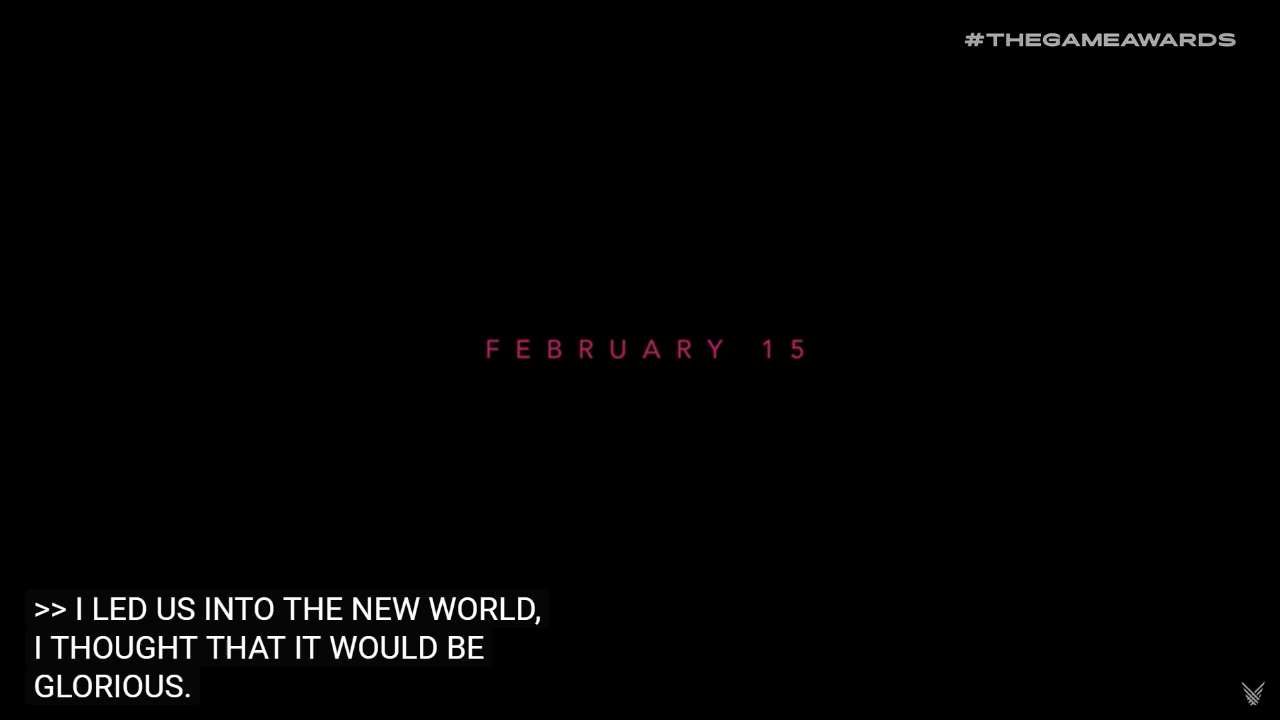 #THEGAMEAWARDS
FEBRUARY 15
>> I LED US INTO THE NEW WORLD,
I THOUGHT THAT IT WOULD BE
GLORIOUS.